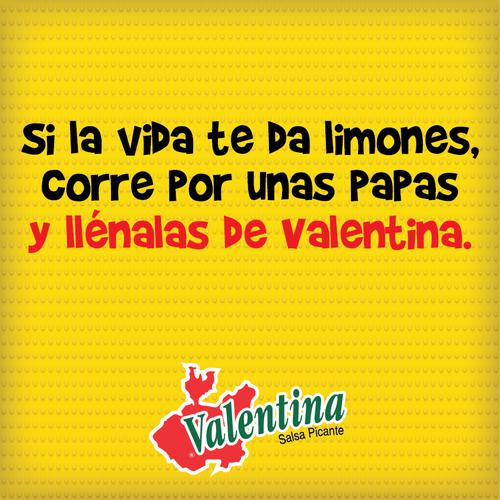 Si la vida te da limones,
corre por unas papas
y llénalas de Valentina.
Valentina
Salsa Picante